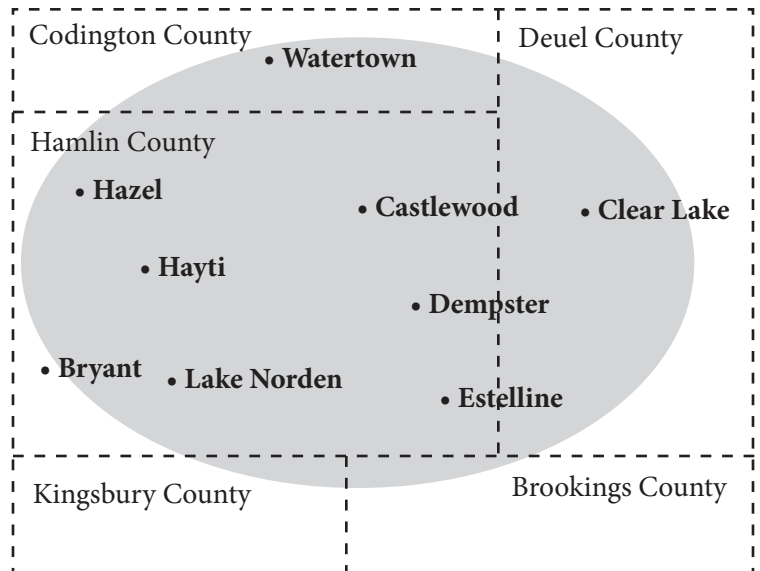 Codington County
Deuel County
Watertown
Hamlin County
Hazel
Castlewood
Clear Lake
Hayti
Dempster
Bryant
Lake Norden
Estelline
Kingsbury County
Brookings County